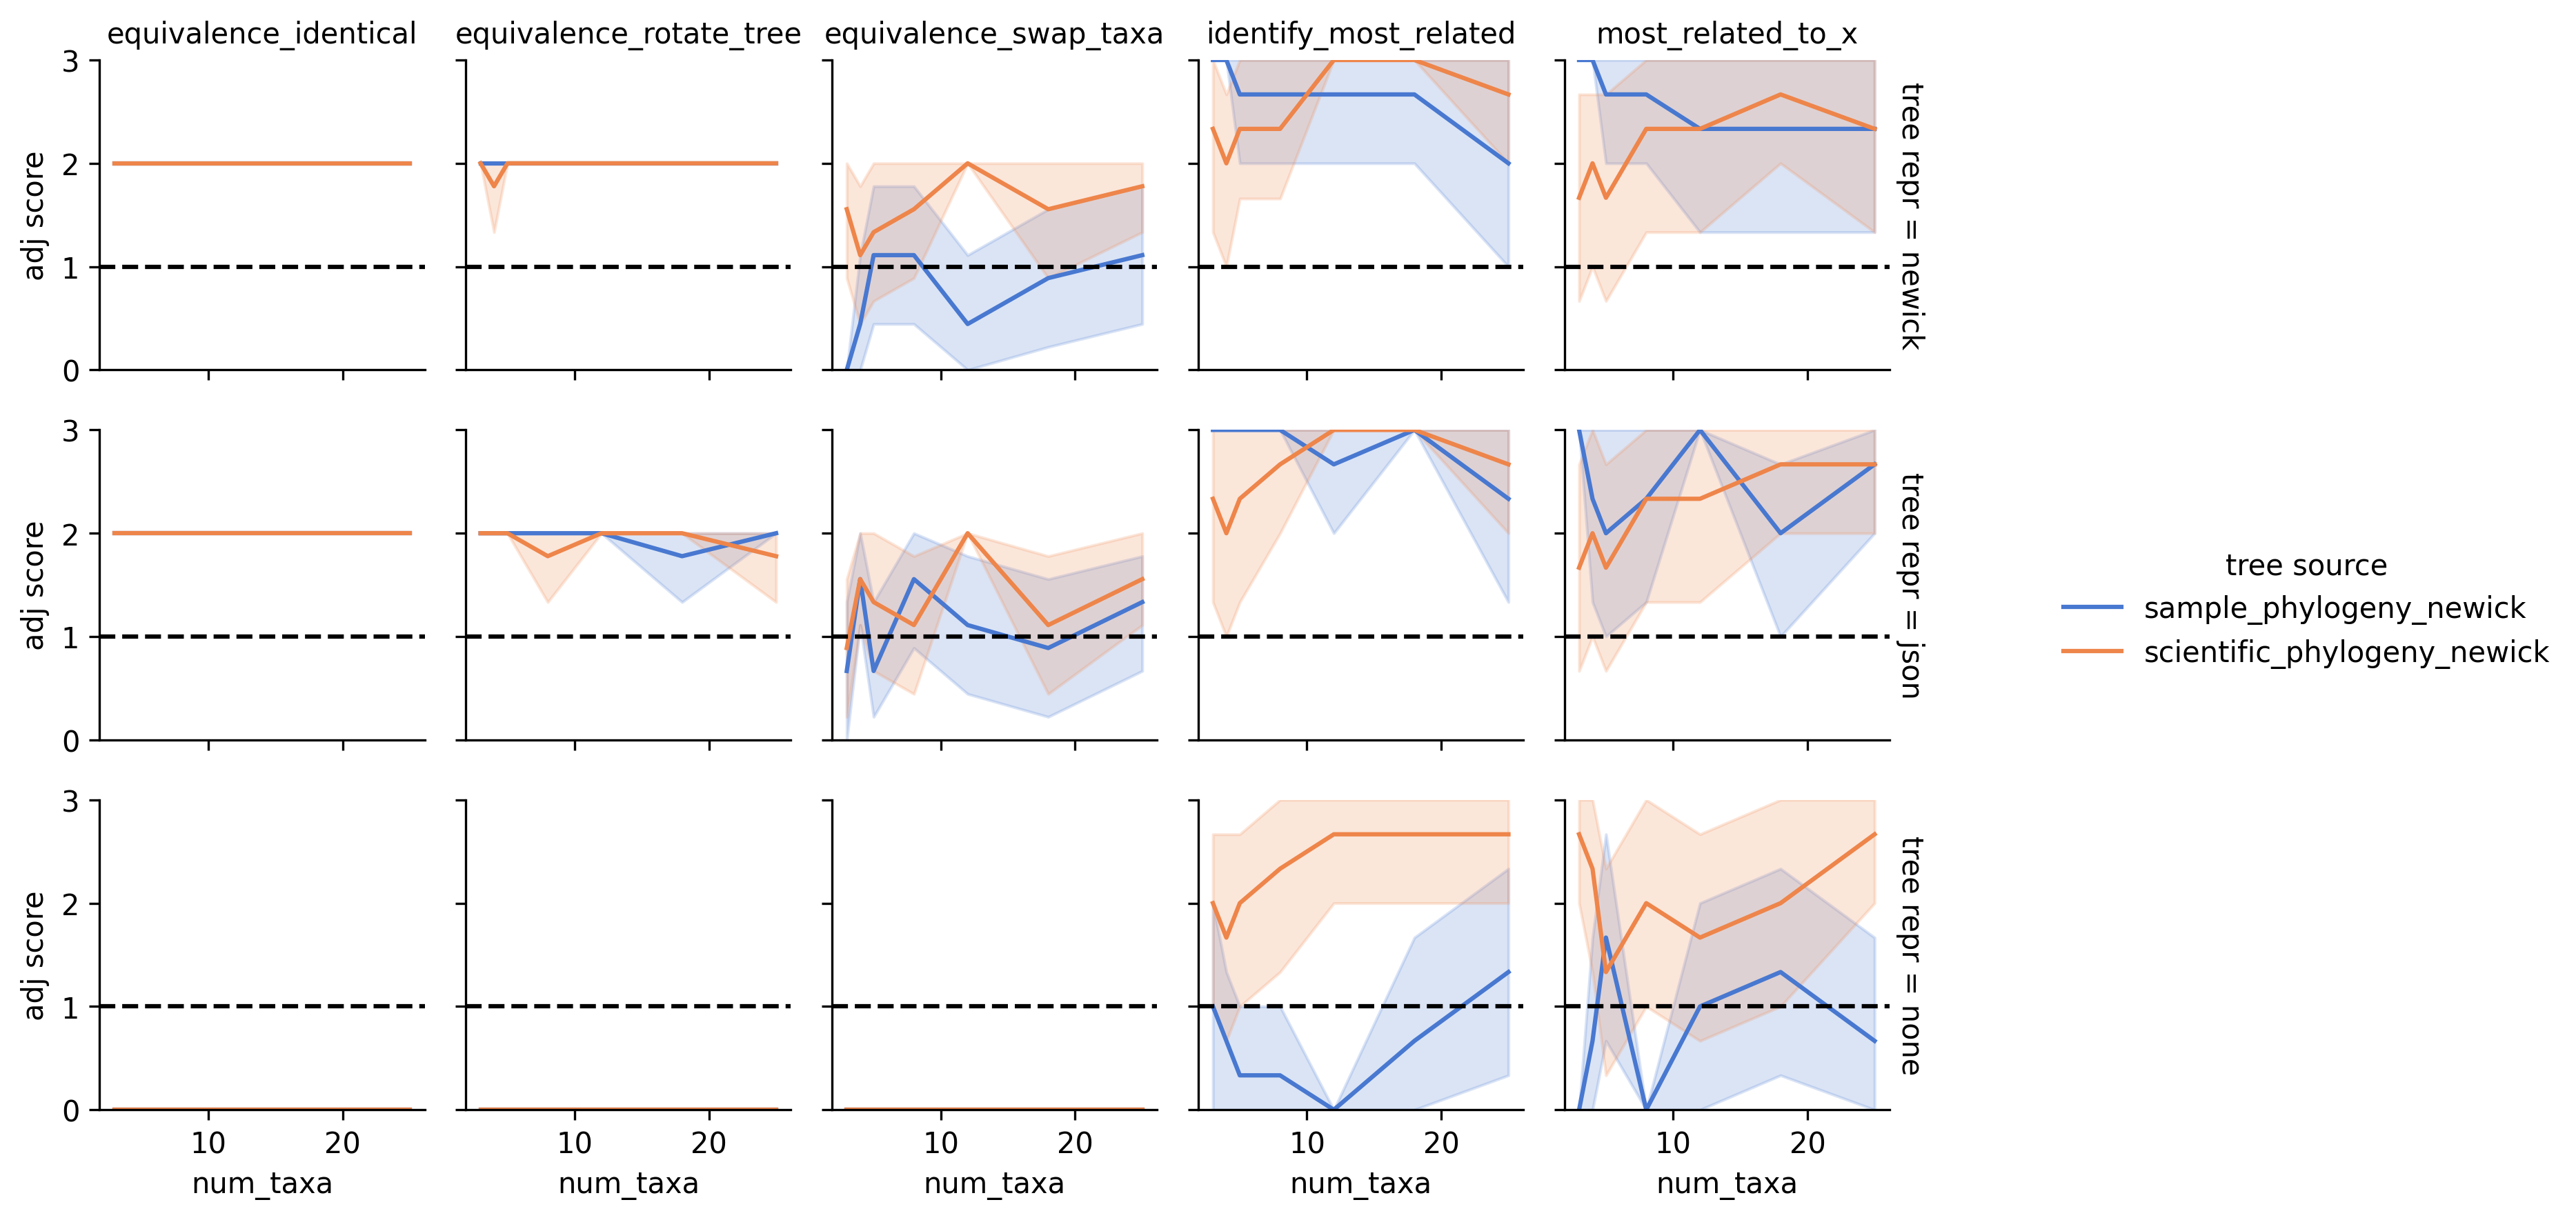 equivalence_identical equivalence_rotate_tree equivalence_swap_taxa identify_most_related most_related_to_x
3
2
1
0
adj score
tree repr = newick
3
2
1
0
adj score
tree repr = json
3
2
1
0
adj score
tree repr = none
10 20 10 20 10 20 10 20 10 20
num_taxa num_taxa num_taxa num_taxa num_taxa
tree source
sample_phylogeny_newick
scientific_phylogeny_newick